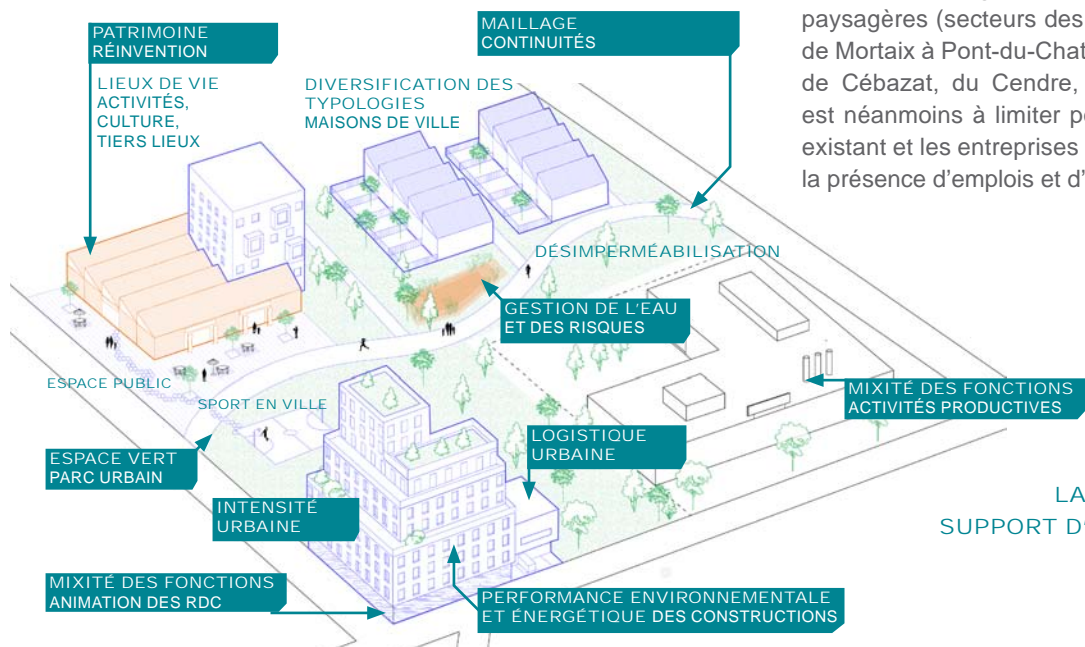 PATRIMOINE
RÉINVENTION
MAILLAGE
CONTINUITÉS
LIEUX DE VIE
ACTIVITÉS,
CULTURE,
TIERS LIEUX
DIVERSIFICATION DES
TYPOLOGIES
MAISONS DE VILLE
paysagères (secteurs des
de Mortaix à Pont-du-Chat
de Cébazat, du Cendre,
est néanmoins à limiter
existant et les entreprises
la présence d’emplois et d’
DÉSIMPERMÉABILISATION
GESTION DE L’EAU
ET DES RISQUES
ESPACE PUBLIC
SPORT EN VILLE
MIXITÉ DES FONCTIONS
ACTIVITÉS PRODUCTIVES
ESPACE VERT
PARC URBAIN
LOGISTIQUE
URBAINE
INTENSITÉ
URBAINE
LA
SUPPORT D’
MIXITÉ DES FONCTIONS
ANIMATION DES RDC
PERFORMANCE ENVIRONNEMENTALE
ET ÉNERGÉTIQUE DES CONSTRUCTIONS